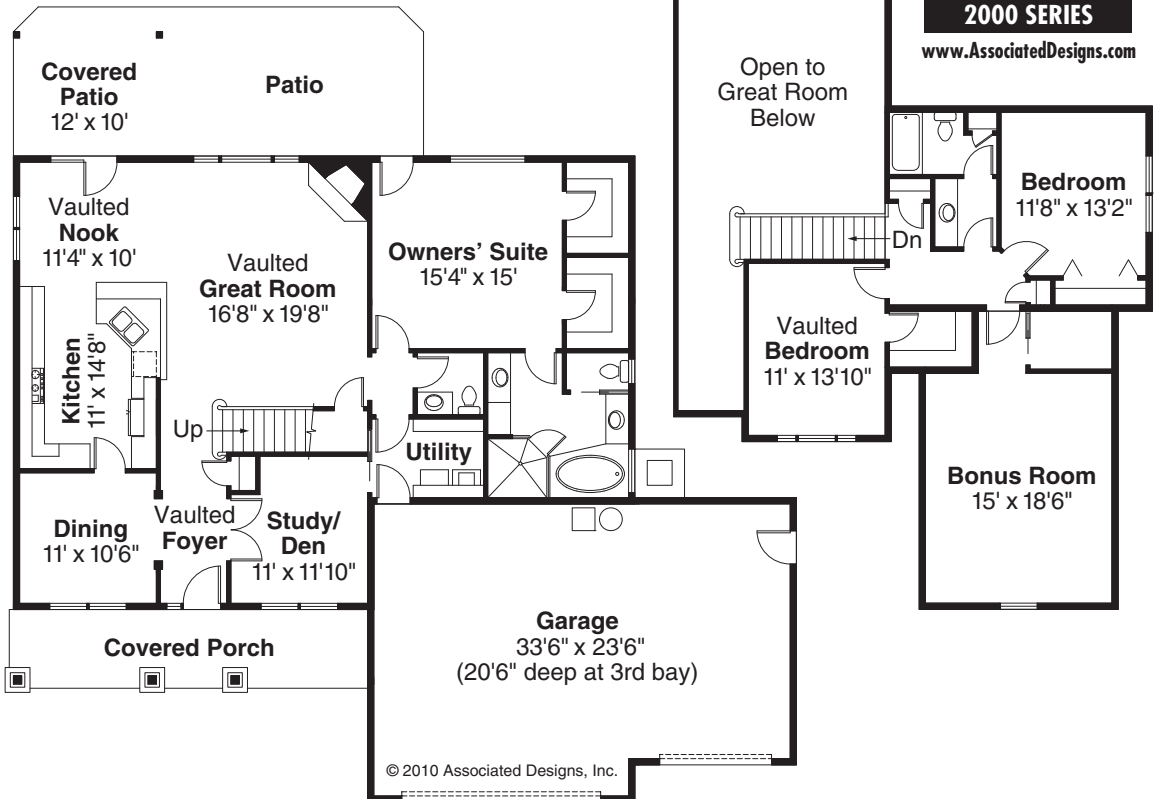 Covered
Patio
12' x 10'
Patio
Vaulted
Nook
11'4" x 10'
Vaulted
Great Room
16'8" x 19'8"
Owners' Suite
15'4" x 15'
Kitchen
11' x 14'8"
Up
Utility
Dining
11' x 10'6"
Vaulted
Foyer
Study/
Den
11' x 11'10"
Covered Porch
Garage
33'6" x 23'6"
(20'6" deep at 3rd bay)
© 2010 Associated Designs, Inc.
2000 SERIES
www.AssociatedDesigns.com
Open to
Great Room
Below
Bedroom
11'8" x 13'2"
Dn
Vaulted
Bedroom
11' x 13'10"
Bonus Room
15' x 18'6"